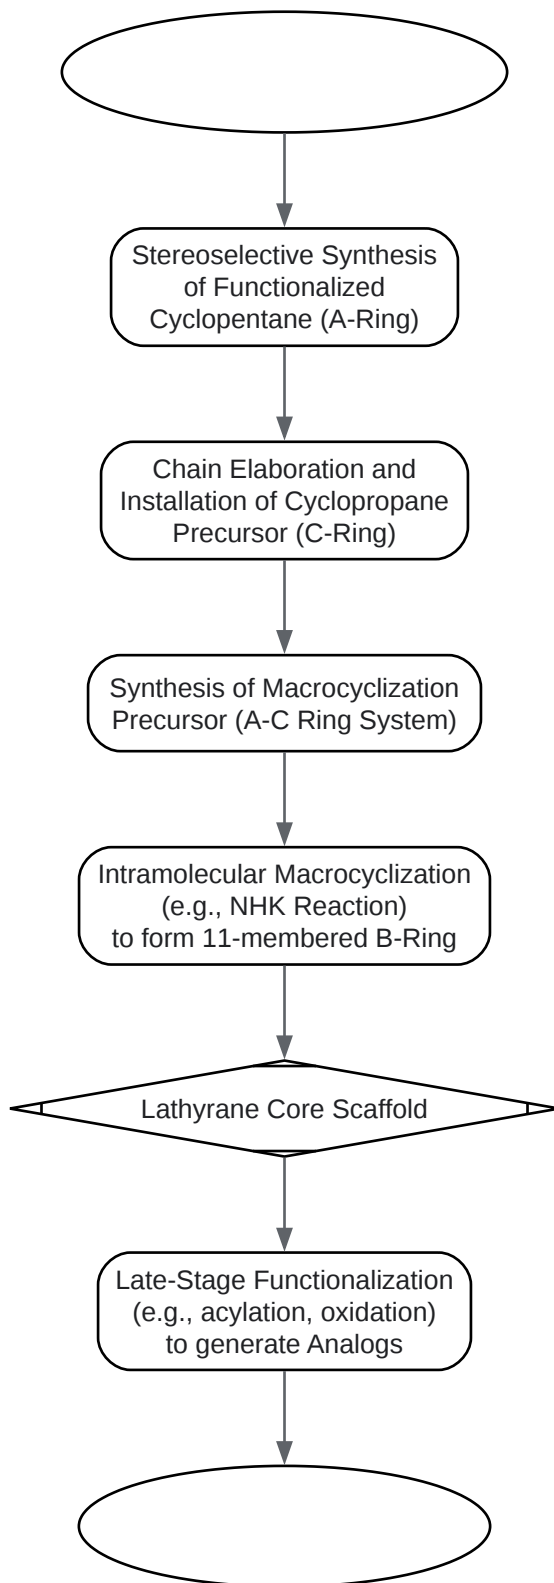 Stereoselective Synthesis
of Functionalized
Cyclopentane (A-Ring)
Chain Elaboration and
Installation of Cyclopropane
Precursor (C-Ring)
Synthesis of Macrocyclization
Precursor (A-C Ring System)
Intramolecular Macrocyclization
(e.g., NHK Reaction)
to form 11-membered B-Ring
Lathyrane Core Scaffold
Late-Stage Functionalization
(e.g., acylation, oxidation)
to generate Analogs